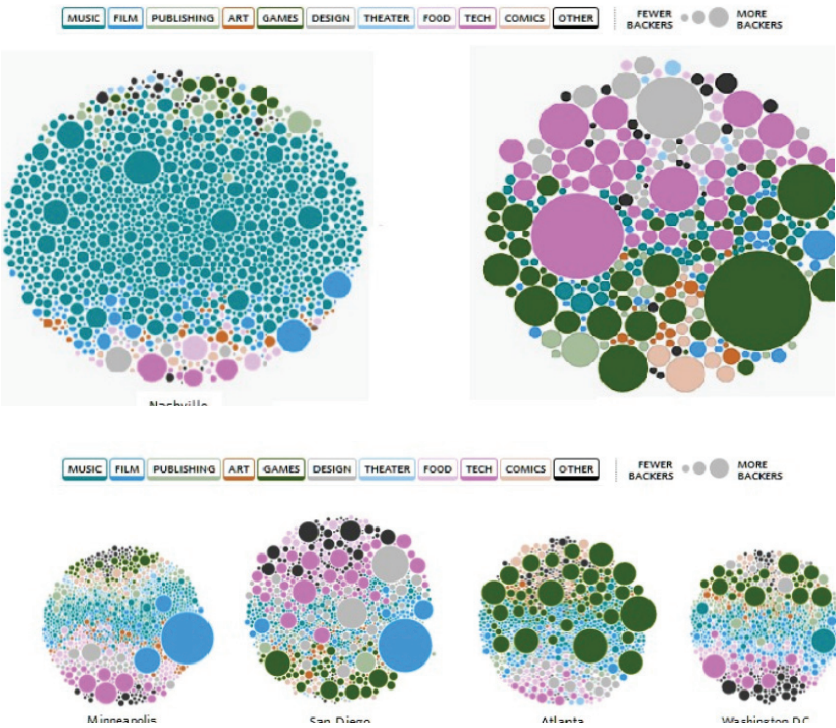 MUSIC FILM PUBLISHING ART GAMES DESIGN THEATER FOOD TECH COMICS OTHER FEWER BACKERS MORE BACKERS
Nashville
MUSIC FILM PUBLISHING ART GAMES DESIGN THEATER FOOD TECH COMICS OTHER FEWER BACKERS MORE BACKERS
Minneapolis San Diego Atlanta Washington DC